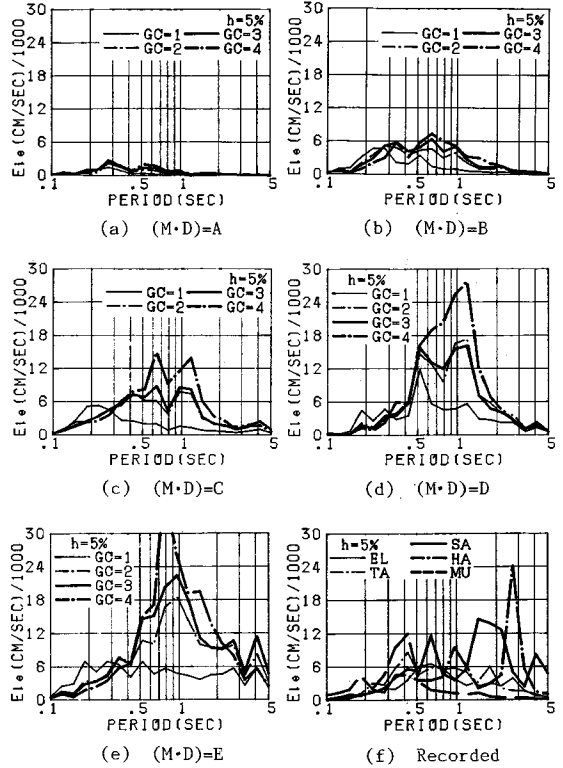 h=5%
GC=1 GC=3
GC=2 GC=4
EIe(CM/SEC)/1000
30
24
18
12
6
0
.1 .5 1 5
PERIOD(SEC)
(a) (M·D)=A
h=5%
GC=1 GC=3
GC=2 GC=4
EIe(CM/SEC)/1000
30
24
18
12
6
0
.1 .5 1 5
PERIOD(SEC)
(b) (M·D)=B
h=5%
GC=1 GC=3
GC=2 GC=4
EIe(CM/SEC)/1000
30
24
18
12
6
0
.1 .5 1 5
PERIOD(SEC)
(c) (M·D)=C
h=5%
GC=1
GC=2
GC=3
GC=4
EIe(CM/SEC)/1000
30
24
18
12
6
0
.1 .5 1 5
PERIOD(SEC)
(d) (M·D)=D
h=5%
GC=1
GC=2
GC=3
GC=4
EIe(CM/SEC)/1000
30
24
18
12
6
0
.1 .5 1 5
PERIOD(SEC)
(e) (M·D)=E
h=5% SA
EL HA
TA MU
EIe(CM/SEC)/1000
30
24
18
12
6
0
.1 .5 1 5
PERIOD(SEC)
(f) Recorded